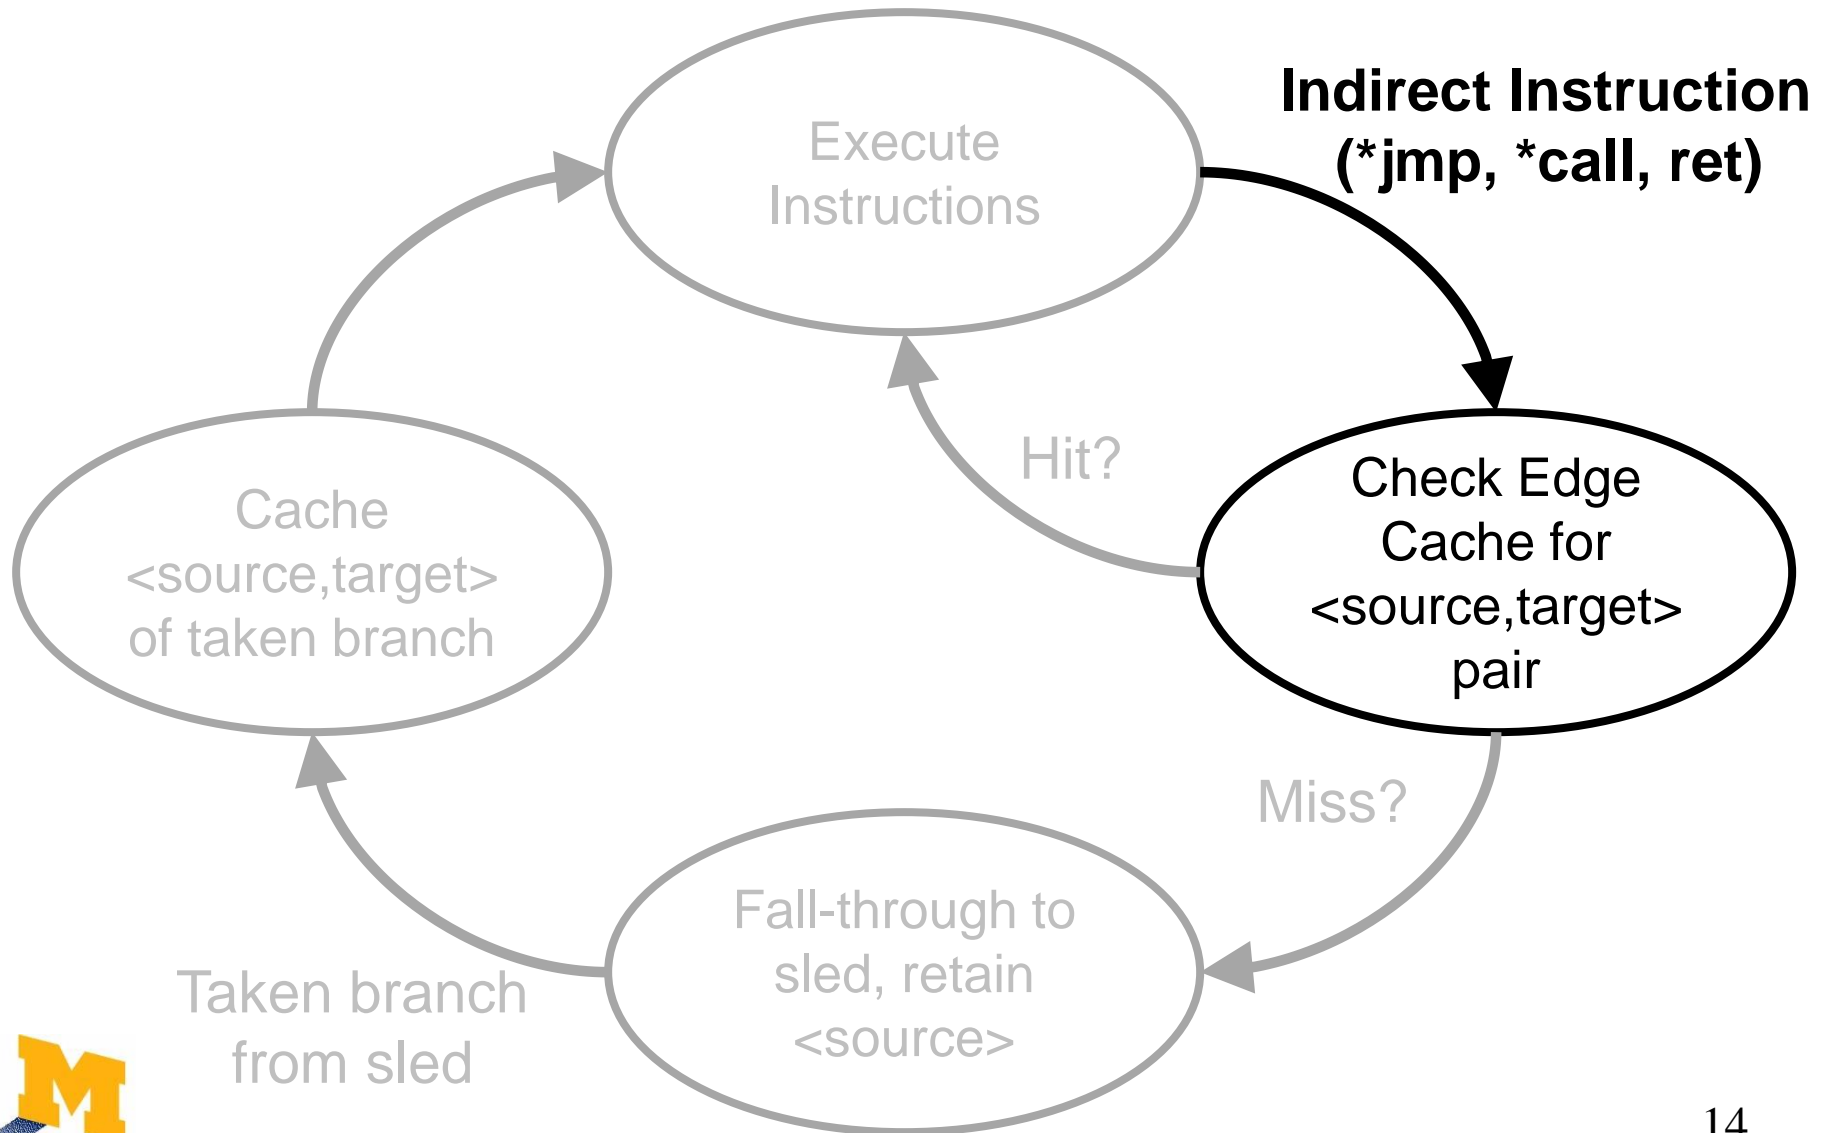 Execute
Instructions
Indirect Instruction
(*jmp, *call, ret)
Hit?
Check Edge
Cache for
<source,target>
pair
Cache
<source,target>
of taken branch
Miss?
Fall-through to
sled, retain
<source>
Taken branch
from sled
M
14